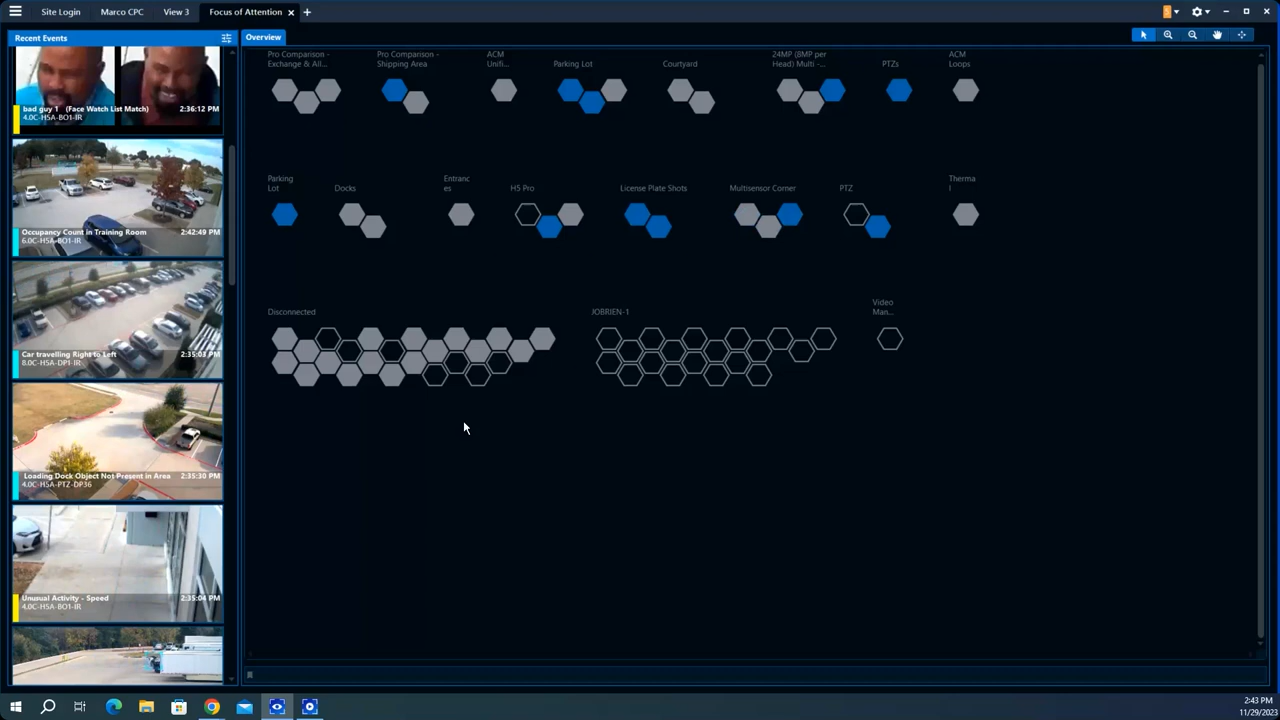 Site Login
Marco CPC
View 3
Focus of Attention
Recent Events
Overview
bad guy 1 (Face Watch List Match) 2:36:12 PM
4.0C-H5A-BO1-IR
Occupancy Count in Training Room 2:42:49 PM
6.0C-H5A-BO1-IR
Car travelling Right to Left 2:35:03 PM
8.0C-H5A-DP1-IR
Loading Dock Object Not Present in Area 2:35:30 PM
4.0C-H5A-PTZ-DP36
Unusual Activity - Speed 2:35:04 PM
4.0C-H5A-BO1-IR
Pro Comparison -
Exchange & All...
Pro Comparison -
Shipping Area
ACM
Unifi...
Parking Lot
Courtyard
24MP (8MP per
Head) Multi -...
PTZs
ACM
Loops
Parking
Lot
Docks
Entranc
es
H5 Pro
License Plate Shots
Multisensor Corner
PTZ
Therma
l
Disconnected
JOBRIEN-1
Video
Man...
2:43 PM
11/29/2023